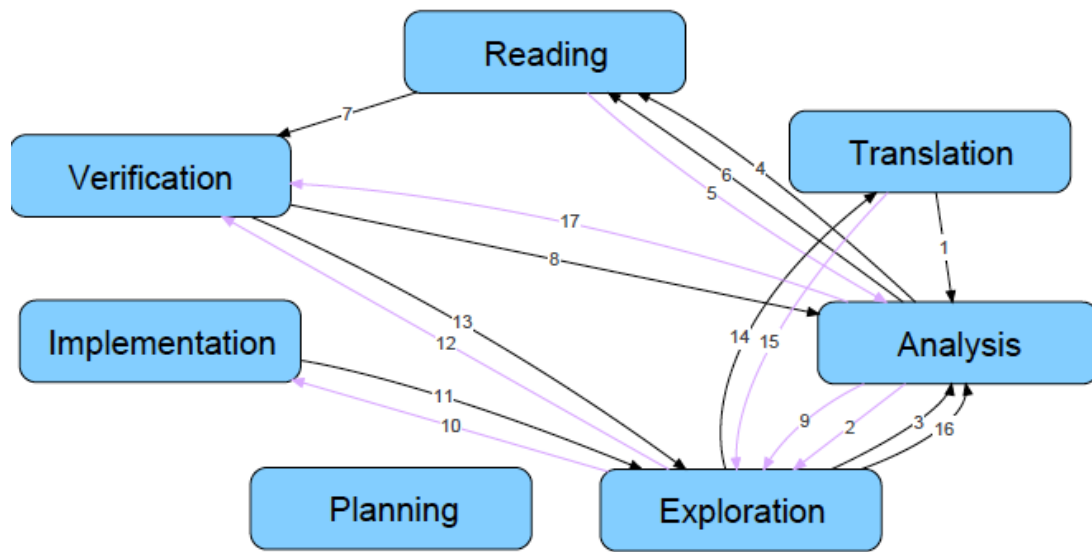 Reading
7
Translation
Verification
6
4
5
17
1
8
Implementation
13
14
15
Analysis
12
11
9
3
10
2
16
Planning
Exploration